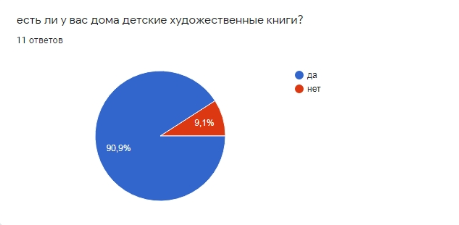 есть ли у вас дома детские художественные книги?
11 ответов
да
нет
9,1%
90,9%